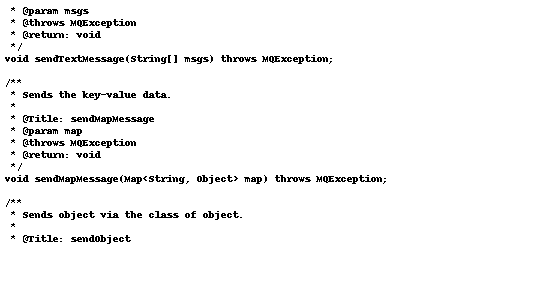 * @param msgs
* @throws MQException
* @return: void
*/
void sendTextMessage(String[] msgs) throws MQException;
/**
* Sends the key-value data.
*
* @Title: sendMapMessage
* @param map
* @throws MQException
* @return: void
*/
void sendMapMessage(Map<String, Object> map) throws MQException;
/**
* Sends object via the class of object.
*
* @Title: sendObject